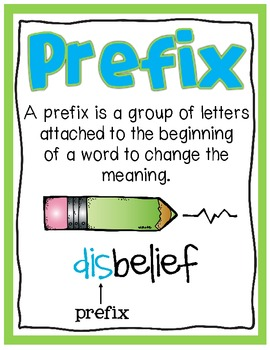 Prefix
A prefix is a group of letters
attached to the beginning
of a word to change the
meaning.
disbelief
prefix